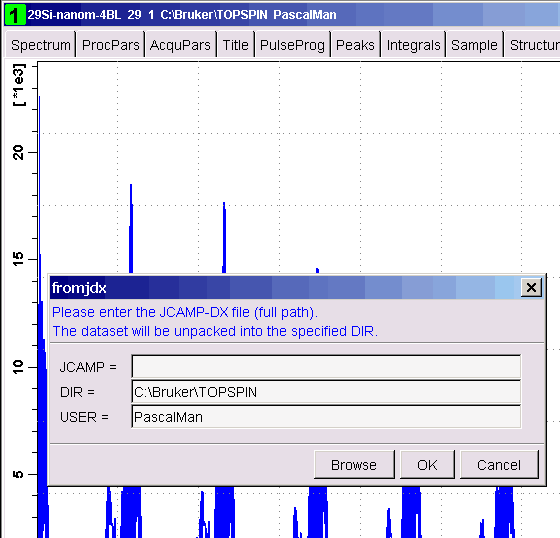 1 29Si-nanom-4BL 29 1 C:\Bruker\TOPSPIN PascalMan
Spectrum ProcPars AcquPars Title PulseProg Peaks Integrals Sample Structur
[ *1e3]
20
15
fromjdx
Please enter the JCAMP-DX file (full path).
The dataset will be unpacked into the specified DIR.
JCAMP =
10
DIR = C:\Bruker\TOPSPIN
USER = PascalMan
Browse OK Cancel
5